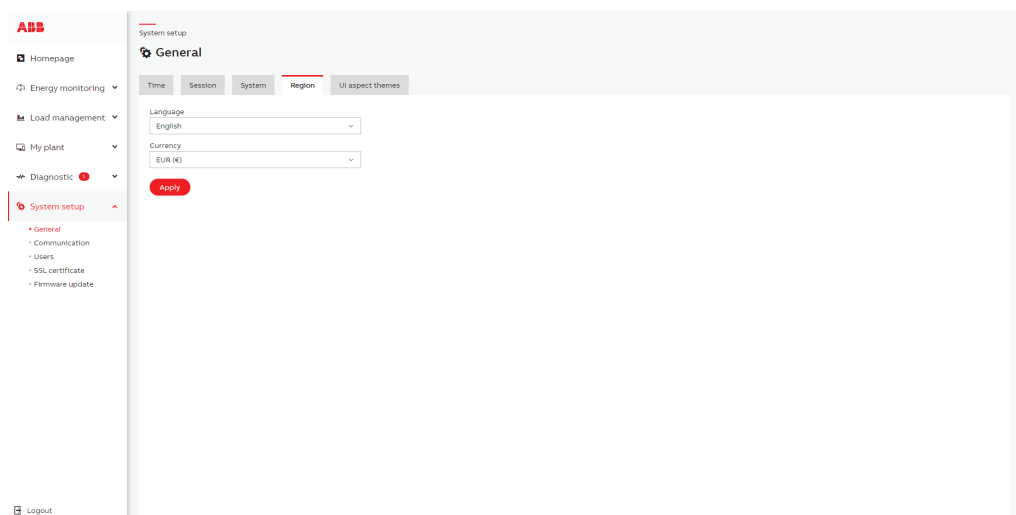 ABB
Homepage
Energy monitoring
Load management
My plant
Diagnostic 1
System setup
General
Communication
Users
SSL certificate
Firmware update
Logout
System setup
General
Time Session System Region UI aspect themes
Language
English
Currency
EUR (€)
Apply